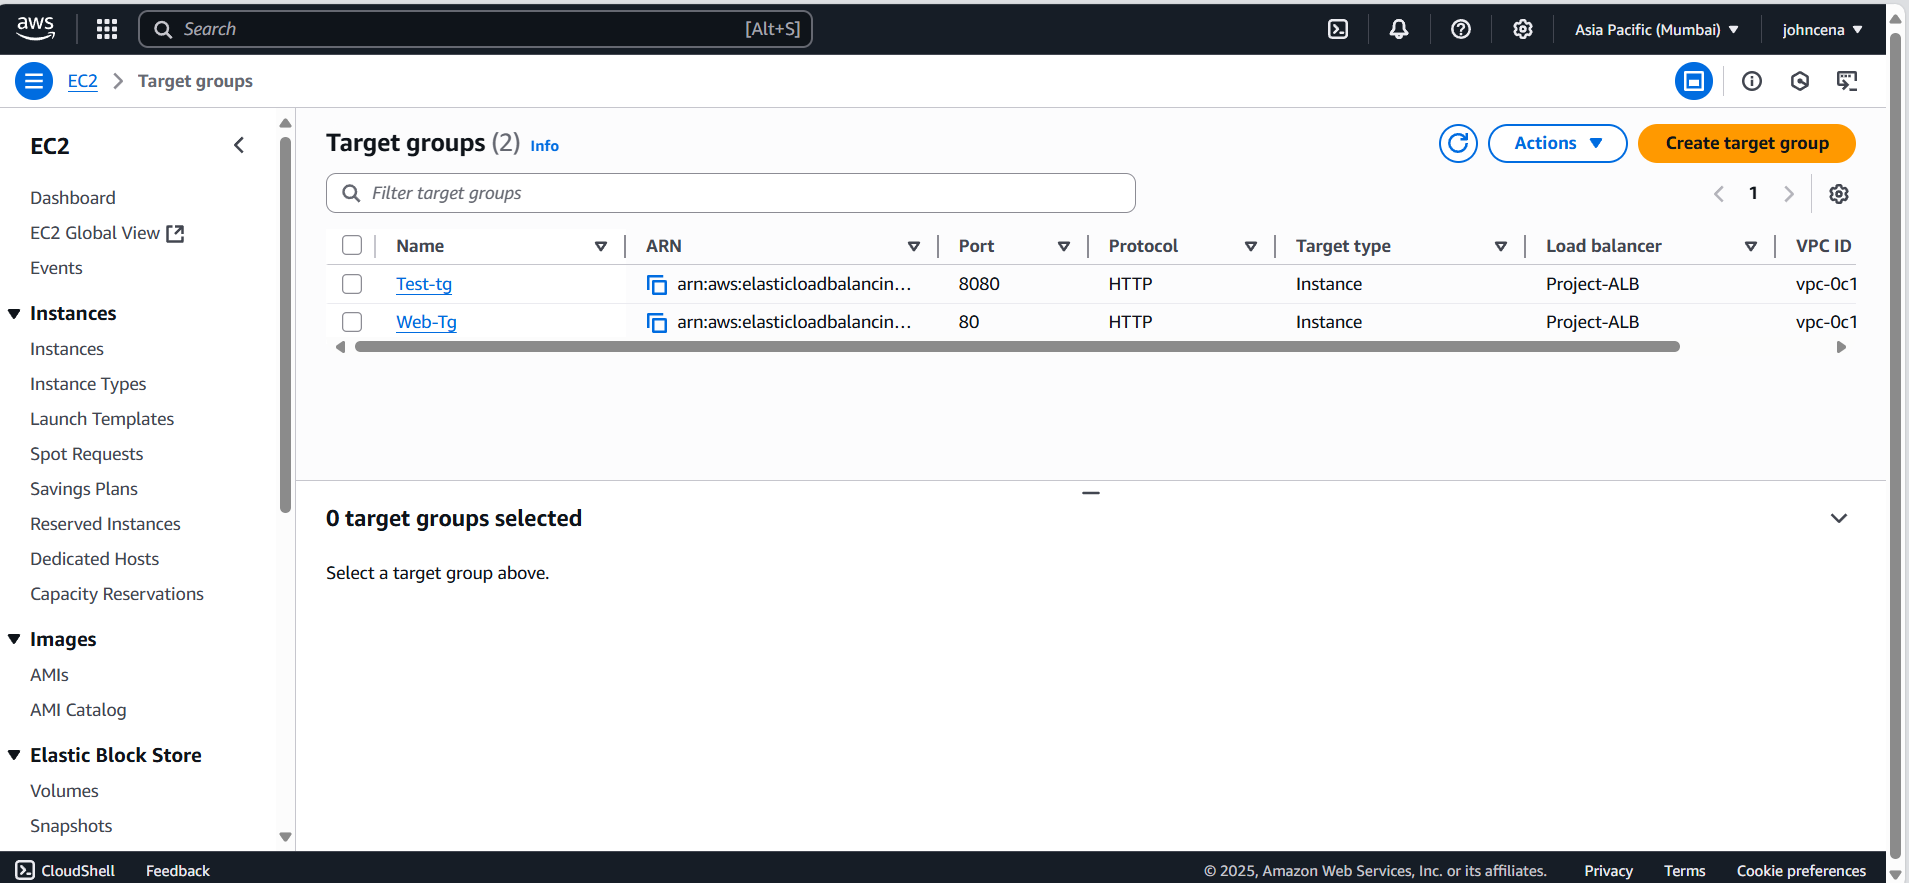 aws
Search [Alt+S]
Asia Pacific (Mumbai)
johncena
EC2 Target groups
EC2
Dashboard
EC2 Global View
Events
Instances
Instances
Instance Types
Launch Templates
Spot Requests
Savings Plans
Reserved Instances
Dedicated Hosts
Capacity Reservations
Images
AMIs
AMI Catalog
Elastic Block Store
Volumes
Snapshots
Target groups (2) Info
Actions
Create target group
Filter target groups
1
Name ARN Port Protocol Target type Load balancer VPC ID
Test-tg arn:aws:elasticloadbalancin... 8080 HTTP Instance Project-ALB vpc-0c1
Web-Tg arn:aws:elasticloadbalancin... 80 HTTP Instance Project-ALB vpc-0c1
0 target groups selected
Select a target group above.
CloudShell Feedback © 2025, Amazon Web Services, Inc. or its affiliates. Privacy Terms Cookie preferences